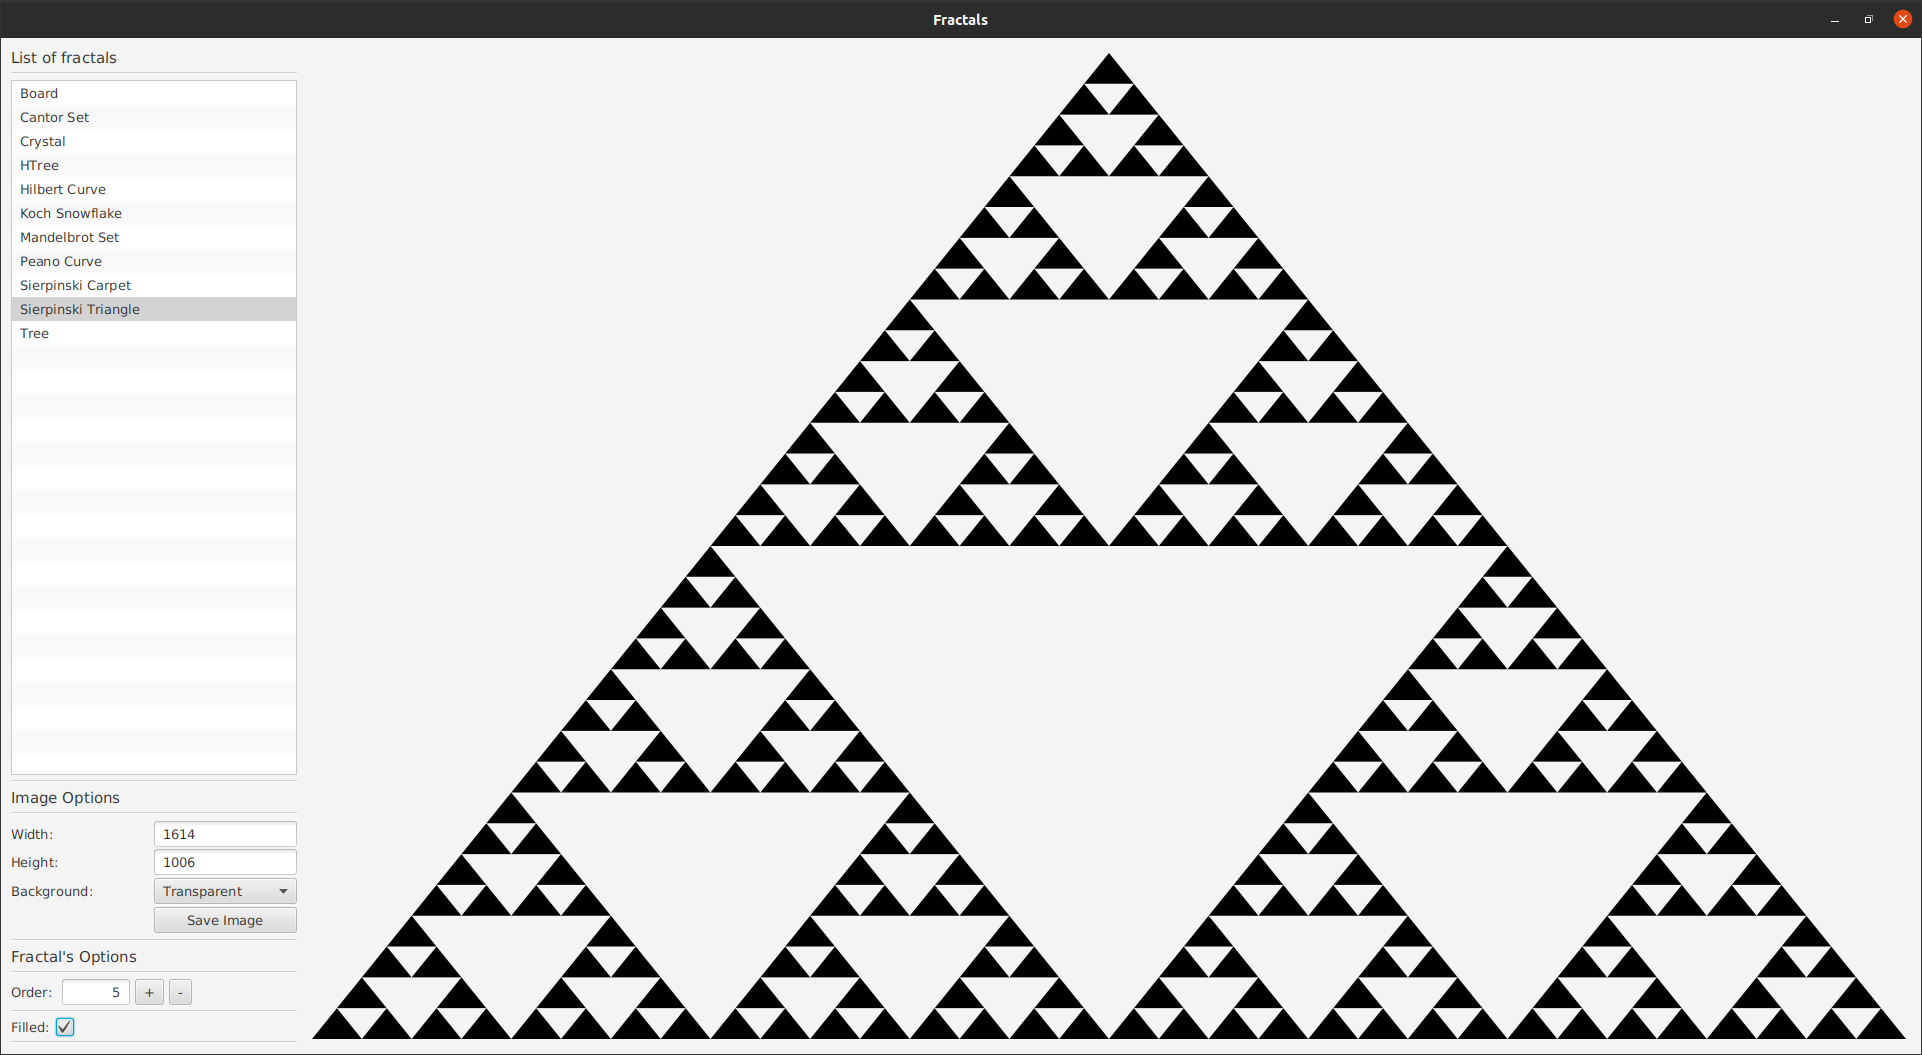 Fractals
List of fractals
Board
Cantor Set
Crystal
HTree
Hilbert Curve
Koch Snowflake
Mandelbrot Set
Peano Curve
Sierpinski Carpet
Sierpinski Triangle
Tree
Image Options
Width: 1614
Height: 1006
Background: Transparent
Save Image
Fractal's Options
Order: 5 + -
Filled: